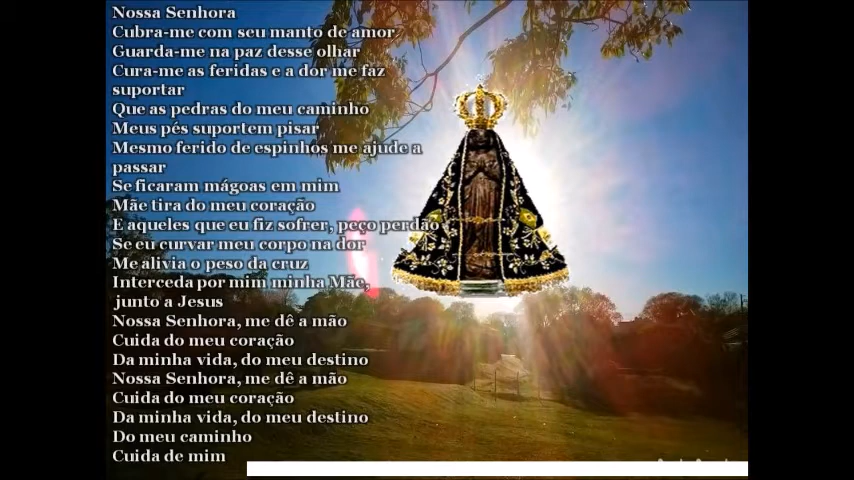 Nossa Senhora
Cubra-me com seu manto de amor
Guarda-me na paz desse olhar
Cura-me as feridas e a dor me faz
suportar
Que as pedras do meu caminho
Meus pés suportem pisar
Mesmo ferido de espinhos me ajude a
passar
Se ficaram mágoas em mim
Mãe tira do meu coração
E aqueles que eu fiz sofrer, peço perdão
Se eu curvar meu corpo na dor
Me alivia o peso da cruz
Interceda por mim minha Mãe,
junto a Jesus
Nossa Senhora, me dê a mão
Cuida do meu coração
Da minha vida, do meu destino
Nossa Senhora, me dê a mão
Cuida do meu coração
Da minha vida, do meu destino
Do meu caminho
Cuida de mim